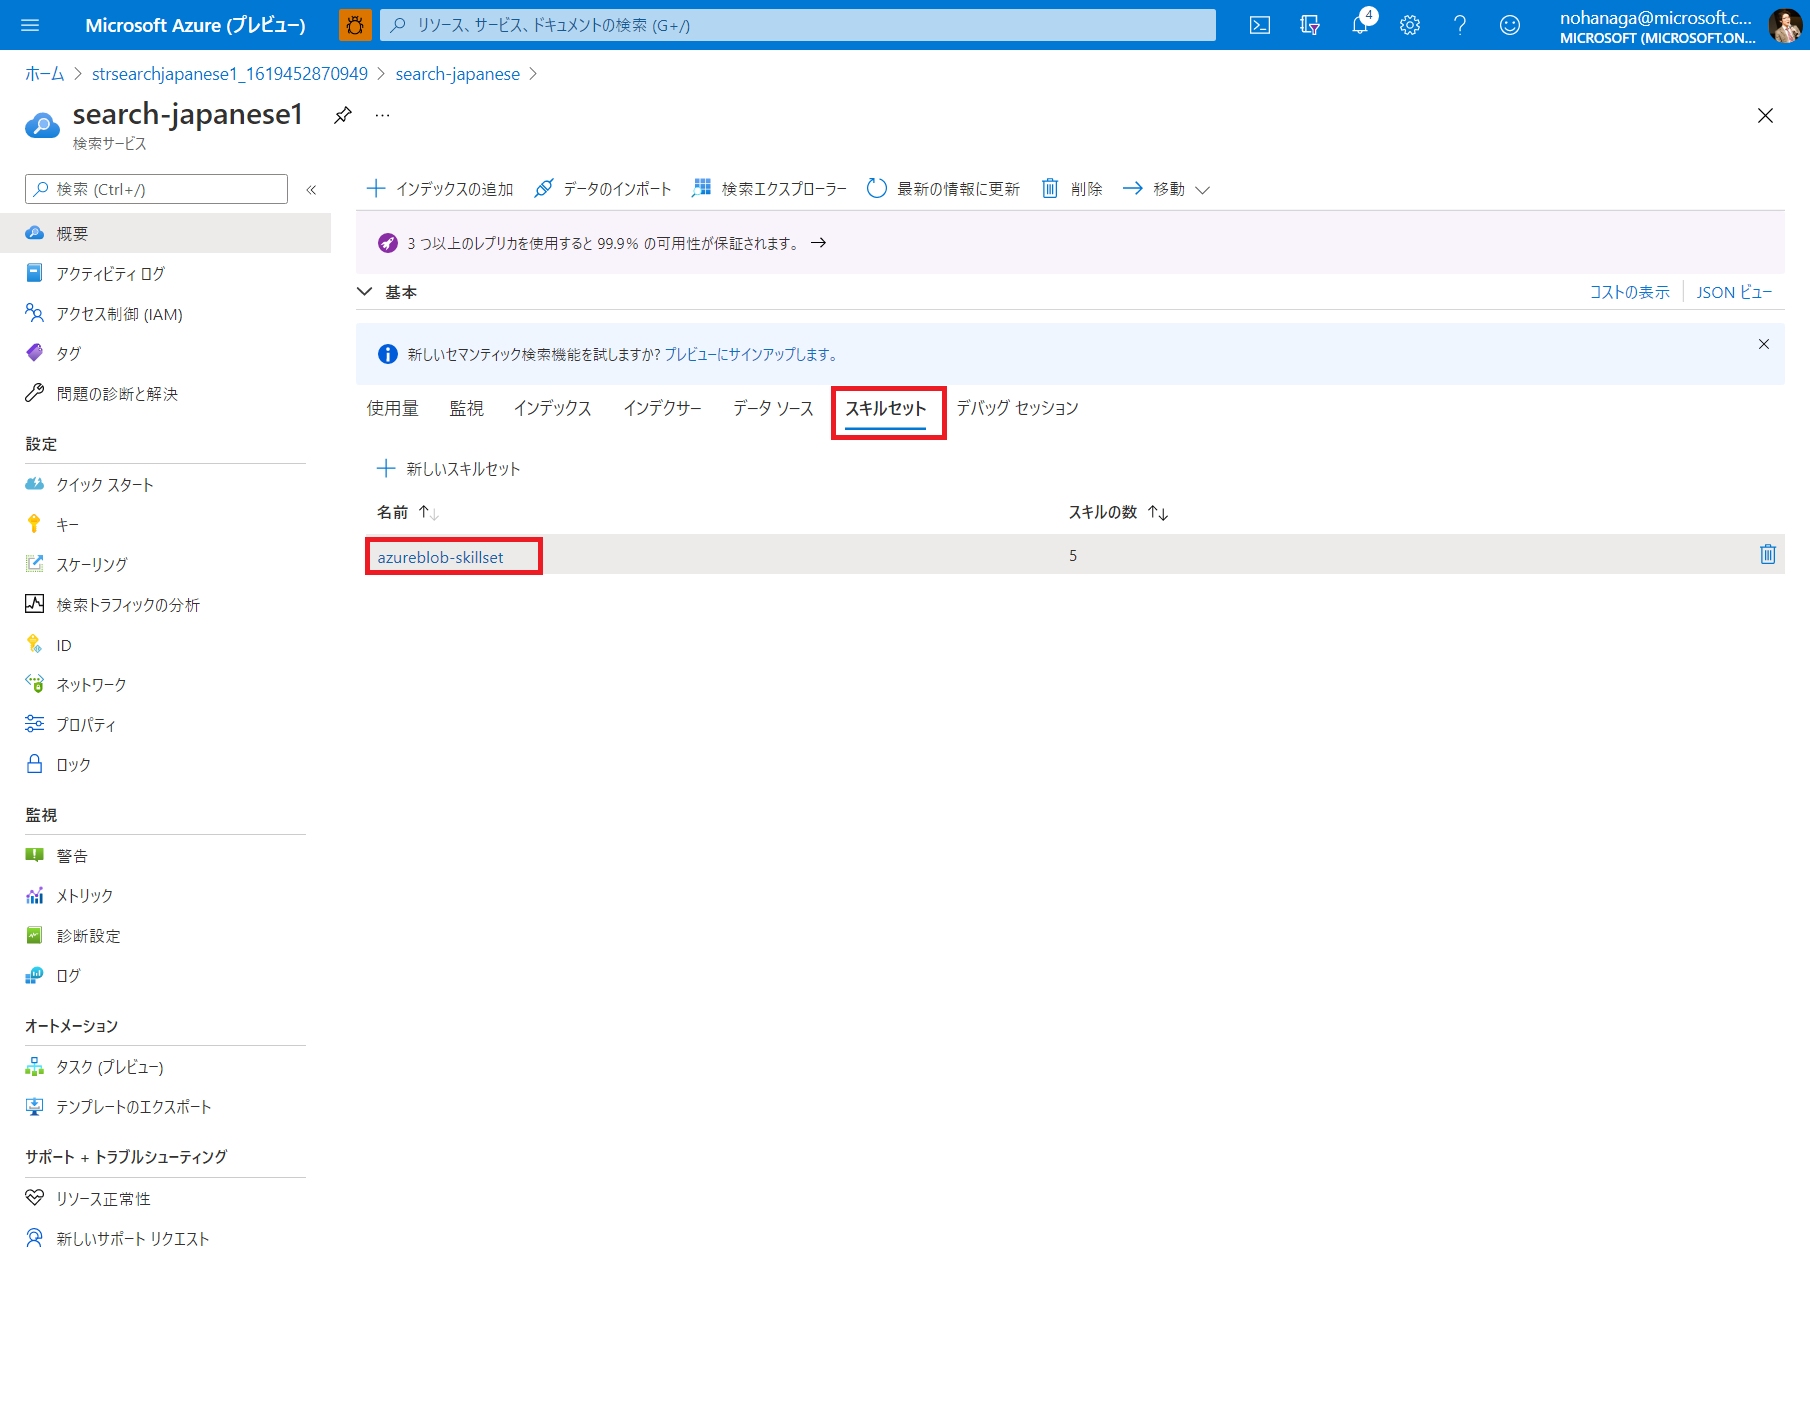 Microsoft Azure (プレビュー)
リソース、サービス、ドキュメントの検索 (G+/)
4
nohanaga@microsoft.c...
MICROSOFT (MICROSOFT.ON...
ホーム > strsearchjapanese1_1619452870949 > search-japanese >
search-japanese1
検索サービス
検索 (Ctrl+/)
«
インデックスの追加
データのインポート
検索エクスプローラー
最新の情報に更新
削除
移動
概要
アクティビティ ログ
アクセス制御 (IAM)
タグ
問題の診断と解決
設定
クイック スタート
キー
スケーリング
検索トラフィックの分析
ID
ネットワーク
プロパティ
ロック
監視
警告
メトリック
診断設定
ログ
オートメーション
タスク (プレビュー)
テンプレートのエクスポート
サポート + トラブルシューティング
リソース正常性
新しいサポート リクエスト
3 つ以上のレプリカを使用すると 99.9% の可用性が保証されます。 →
基本
コストの表示
JSON ビュー
新しいセマンティック検索機能を試しますか? プレビューにサインアップします。
使用量
監視
インデックス
インデクサー
データ ソース
スキルセット
デバッグ セッション
新しいスキルセット
名前 ↑↓
スキルの数 ↑↓
azureblob-skillset
5